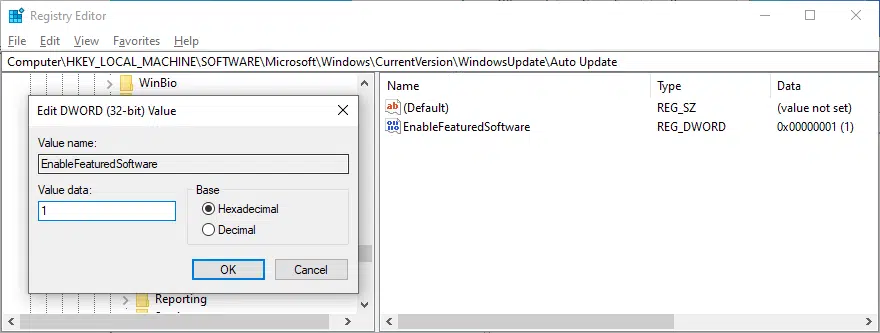 Registry Editor
File Edit View Favorites Help
Computer\HKEY_LOCAL_MACHINE\SOFTWARE\Microsoft\Windows\CurrentVersion\WindowsUpdate\Auto Update
WinBio
Edit DWORD (32-bit) Value
Value name:
EnableFeaturedSoftware
Value data:
1
Base
Hexadecimal
Decimal
OK Cancel
Reporting
Name Type Data
ab (Default) REG_SZ (value not set)
EnableFeaturedSoftware REG_DWORD 0x00000001 (1)